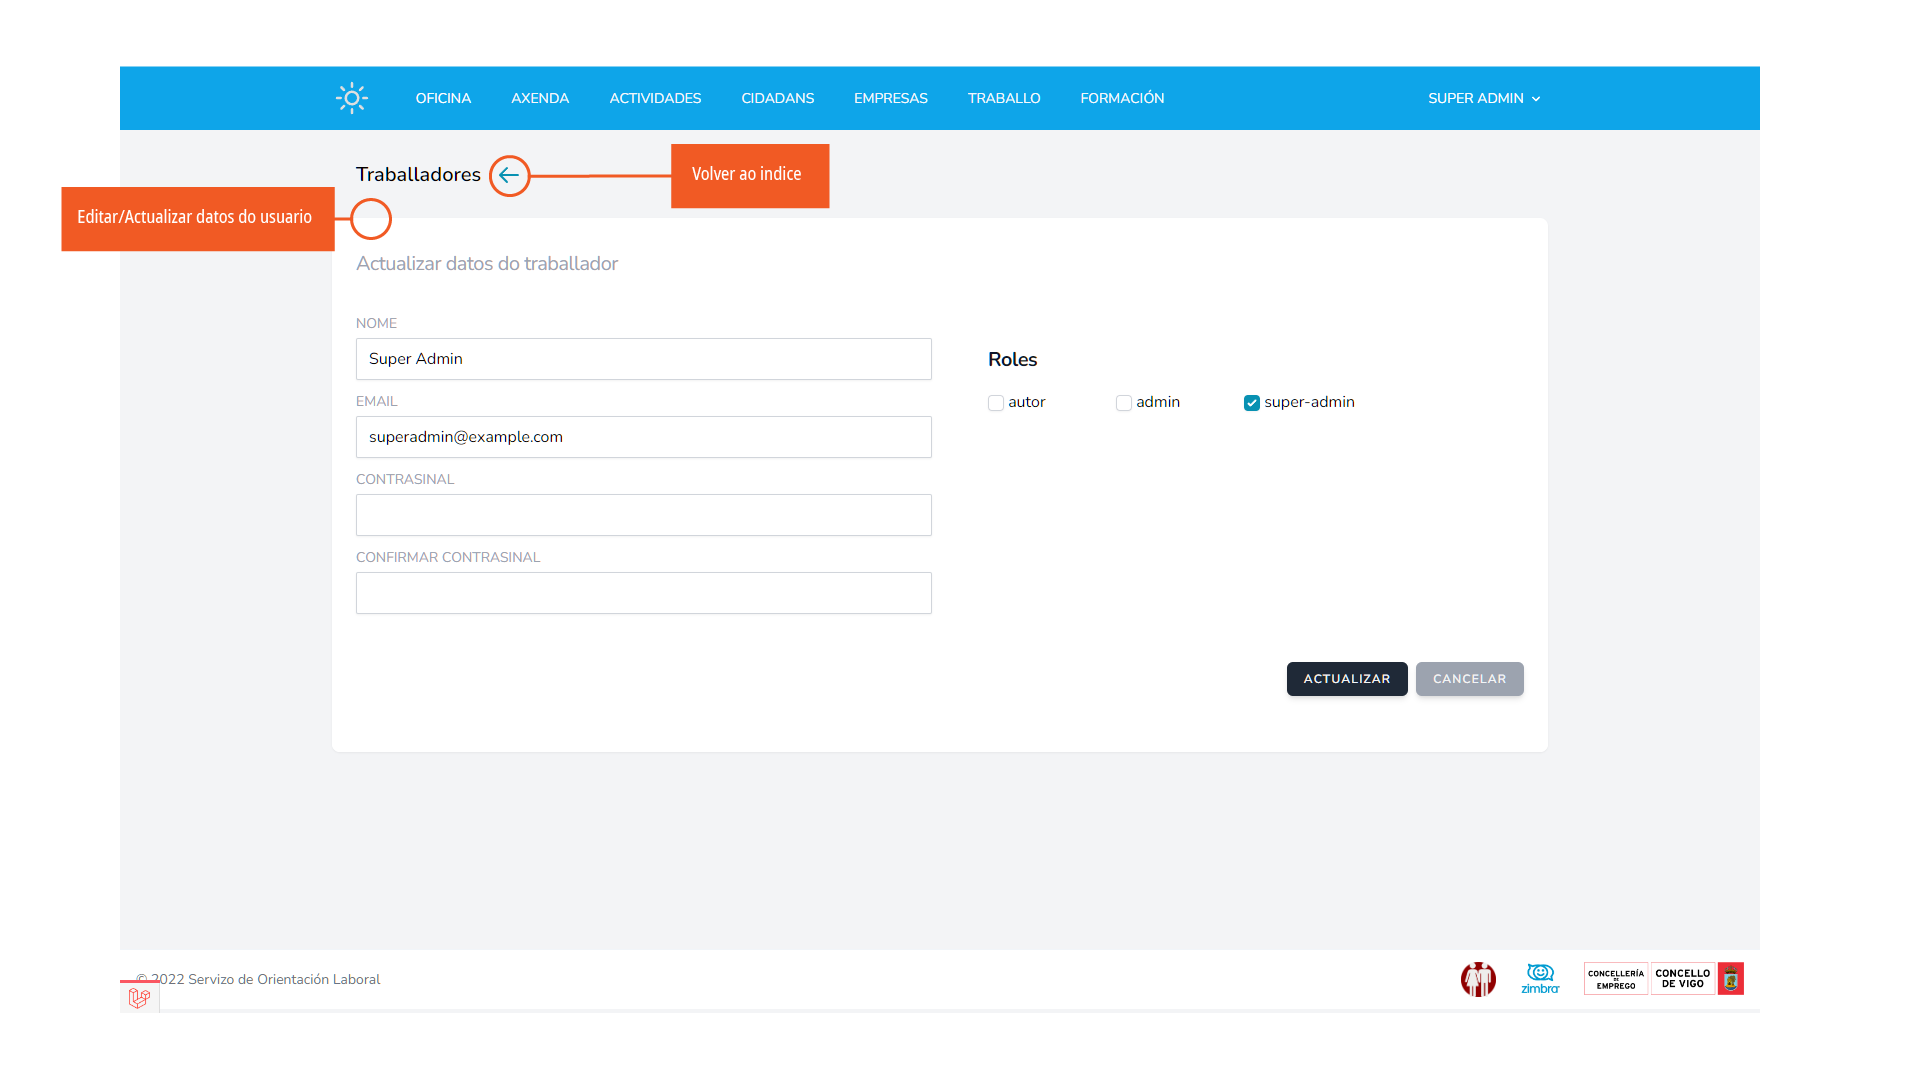 OFICINA AXENDA ACTIVIDADES CIDADANS EMPRESAS TRABALLO FORMACIÓN SUPER ADMIN
Traballadores
Volver ao indice
Editar/Actualizar datos do usuario
Actualizar datos do traballador
NOME
Super Admin
EMAIL
superadmin@example.com
CONTRASINAL
CONFIRMAR CONTRASINAL
Roles
autor admin super-admin
ACTUALIZAR CANCELAR
© 2022 Servizo de Orientación Laboral
zimbra
CONCELLERÍA
DE
EMPREGO
CONCELLO
DE VIGO